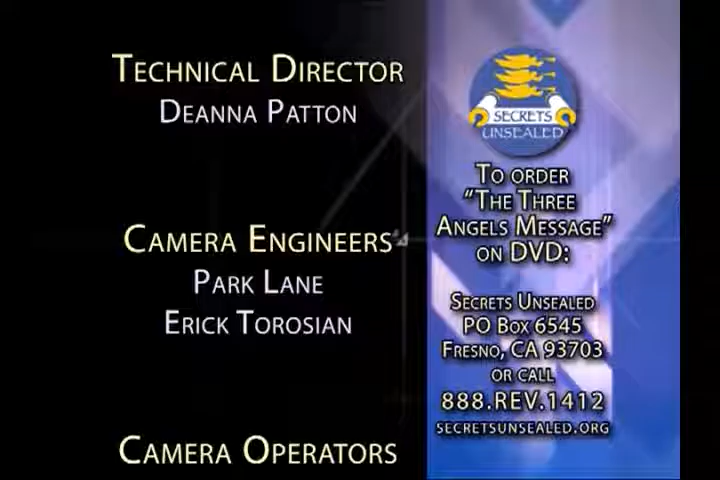 TECHNICAL DIRECTOR
DEANNA PATTON
CAMERA ENGINEERS
PARK LANE
ERICK TOROSIAN
CAMERA OPERATORS
SECRETS
UNSEALED
TO ORDER
“THE THREE
ANGELS MESSAGE”
ON DVD:
SECRETS UNSEALED
PO BOX 6545
FRESNO, CA 93703
OR CALL
888.REV.1412
SECRETSUNSEALED.ORG